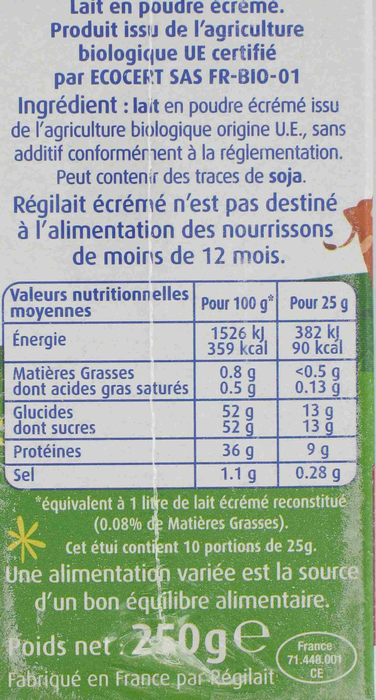 Lait en poudre écrémé.
Produit issu de l'agriculture
biologique UE certifié
par ECOCERT SAS FR-BIO-01
Ingrédient : lait en poudre écrémé issu
de l'agriculture biologique origine U.E., sans
additif conformément à la réglementation.
Peut contenir des traces de soja.
Régilait écrémé n'est pas destiné
à l'alimentation des nourrissons
de moins de 12 mois.
Valeurs nutritionnelles moyennes Pour 100 g* Pour 25 g
Énergie 1526 kJ 382 kJ
359 kcal 90 kcal
Matières Grasses 0.8 g <0.5 g
dont acides gras saturés 0.5 g 0.13 g
Glucides 52 g 13 g
dont sucres 52 g 13 g
Protéines 36 g 9 g
Sel 1.1 g 0.28 g
*équivalent à 1 litre de lait écrémé reconstitué
(0.08% de Matières Grasses).
Cet étui contient 10 portions de 25g.
Une alimentation variée est la source
d'un bon équilibre alimentaire.
Poids net : 250g e
France
71.448.001
CE
Fabriqué en France par Régilait